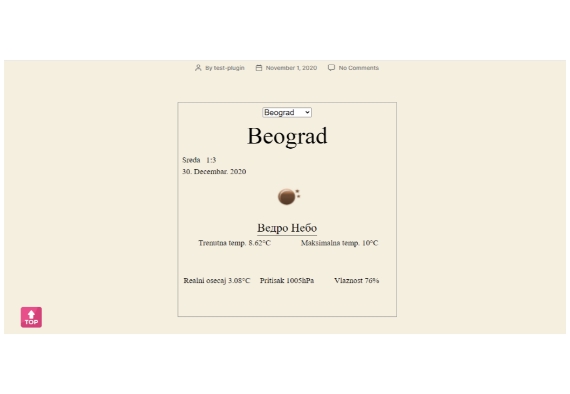 By test-plugin November 1, 2020 No Comments
Beograd
Beograd
Sreda 1:3
30. Decembar. 2020
Ведро Небо
Trenutna temp. 8.62°C Maksimalna temp. 10°C
Realni osecaj 3.08°C Pritisak 1005hPa Vlaznost 76%
TOP